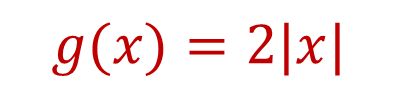 g(x) = 2|x|